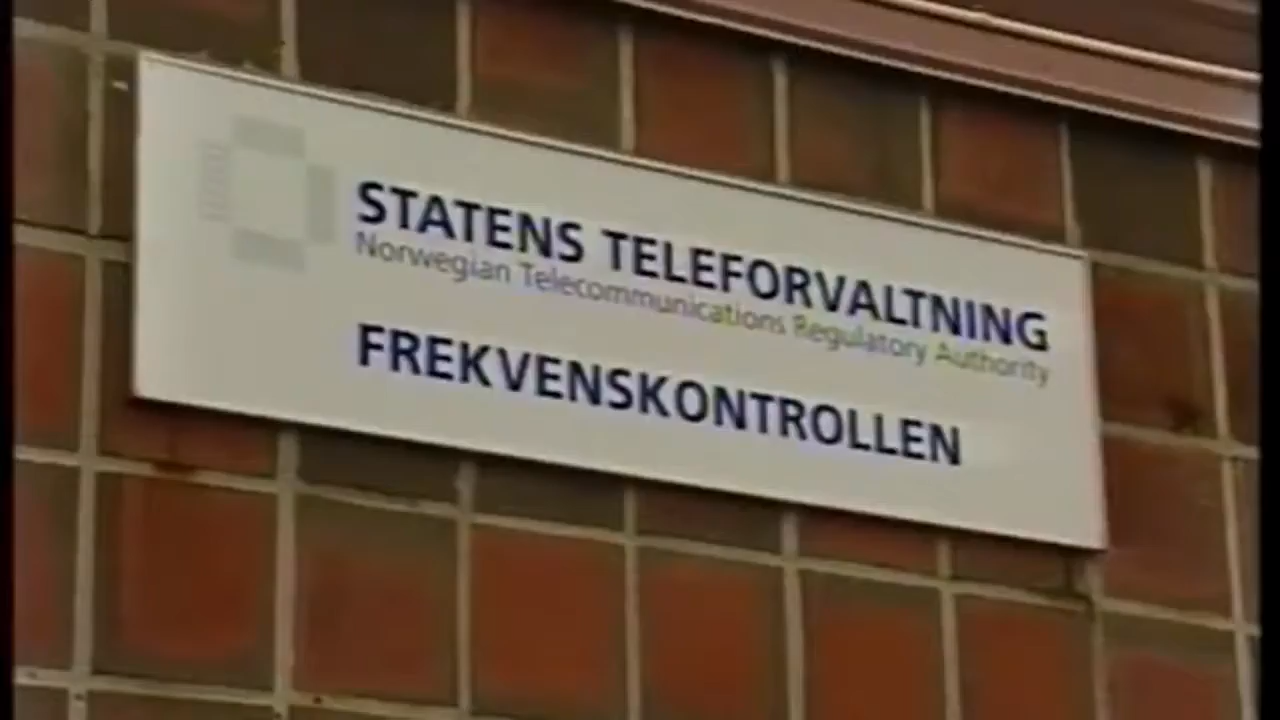 STATENS TELEFORVALTNING
Norwegian Telecommunications Regulatory Authority
FREKVENSKONTROLLEN